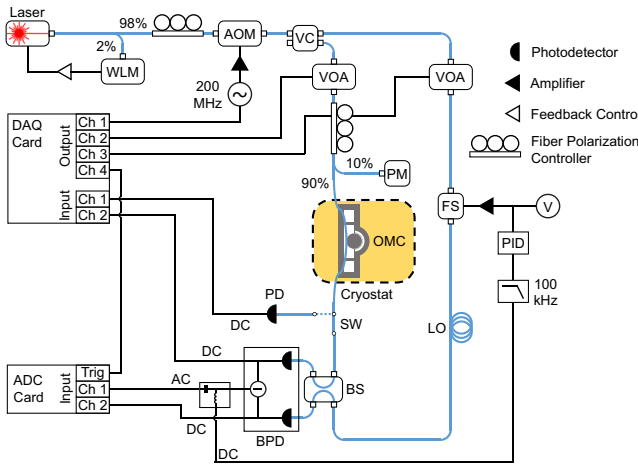 Laser
98%
2%
WLM
AOM
200
MHz
VC
VOA
VOA
Photodetector
Amplifier
Feedback Control
Fiber Polarization
Controller
DAQ
Card
Output
Ch 1
Ch 2
Ch 3
Ch 4
Input
Ch 1
Ch 2
10%
PM
90%
OMC
Cryostat
FS
V
PID
100
kHz
PD
DC
SW
LO
ADC
Card
Input
Trig
Ch 1
Ch 2
DC
AC
DC
DC
BPD
BS